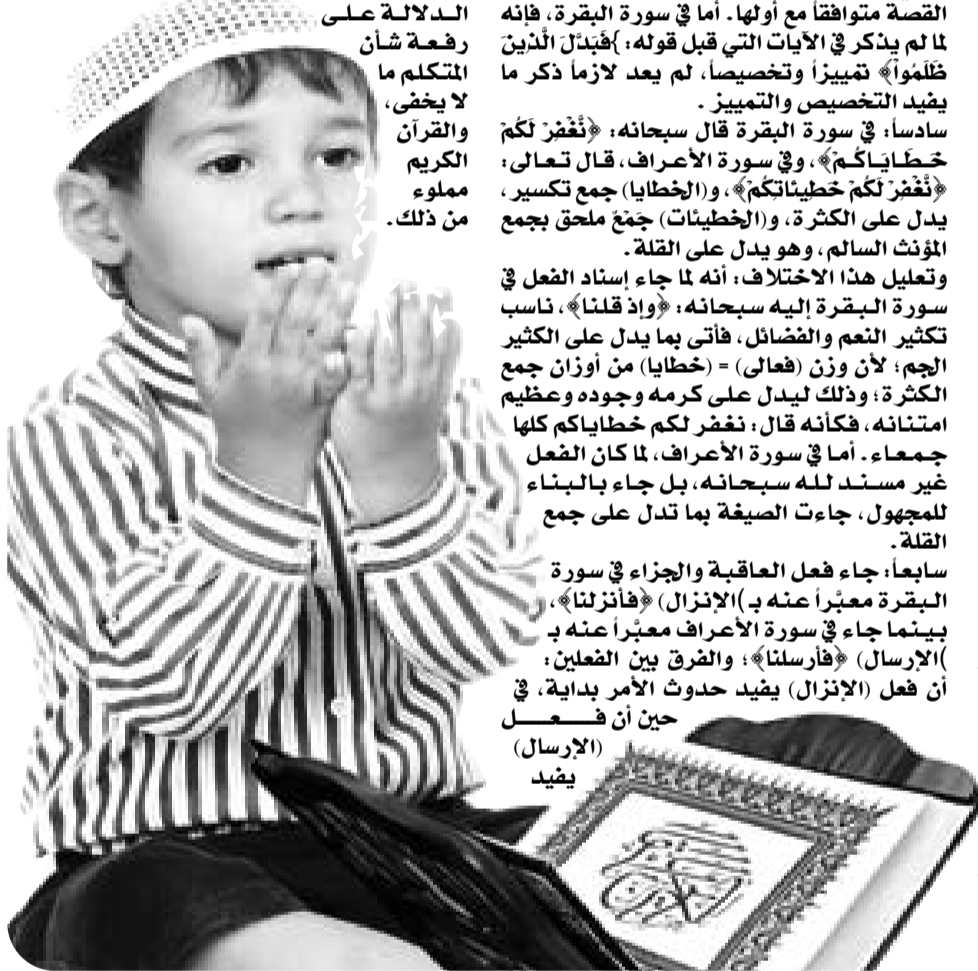 القصة متوافقاً مع أولها. أما في سورة البقرة، فإنه
لما لم يذكر في الآيات التي قبل قوله: }فَبَدَّلَ الَّذِينَ
ظَلَمُواْ﴾ تمييزاً وتخصيصاً، لم يعد لازماً ذكر ما
يفيد التخصيص والتمييز.
سادساً: في سورة البقرة قال سبحانه: ﴿نَّغْفِرْ لَكُمْ
خَطَايَاكُمْ﴾، وفي سورة الأعراف، قال تعالى:
﴿نَّغْفِرْ لَكُمْ خَطِيئَاتِكُمْ﴾، و(الخطايا) جمع تكسير،
يدل على الكثرة، و(الخطيئات) جَمْعٌ ملحق بجمع
المؤنث السالم، وهو يدل على القلة.
وتعليل هذا الاختلاف: أنه لما جاء إسناد الفعل في
سورة البقرة إليه سبحانه: ﴿وإذ قلنا﴾، ناسب
تكثير النعم والفضائل، فأتى بما يدل على الكثير
الجم؛ لأن وزن (فعالى) = (خطايا) من أوزان جمع
الكثرة؛ وذلك ليدل على كرمه وجوده وعظيم
امتنانه، فكأنه قال: نغفر لكم خطاياكم كلها
جمعاء. أما في سورة الأعراف، لما كان الفعل
غير مسند لله سبحانه، بل جاء بالبناء
للمجهول، جاءت الصيغة بما تدل على جمع
القلة.
سابعاً: جاء فعل العاقبة والجزاء في سورة
البقرة معبَّراً عنه بـ )الإنزال) ﴿فأنزلنا﴾،
بينما جاء في سورة الأعراف معبَّراً عنه بـ
)الإرسال) ﴿فأرسلنا﴾؛ والفرق بين الفعلين:
أن فعل (الإنزال) يفيد حدوث الأمر بداية، في
حين أن فعل
(الإرسال)
يفيد
الدلالة على
رفعة شأن
المتكلم ما
لا يخفى،
والقرآن
الكريم
مملوء
من ذلك.